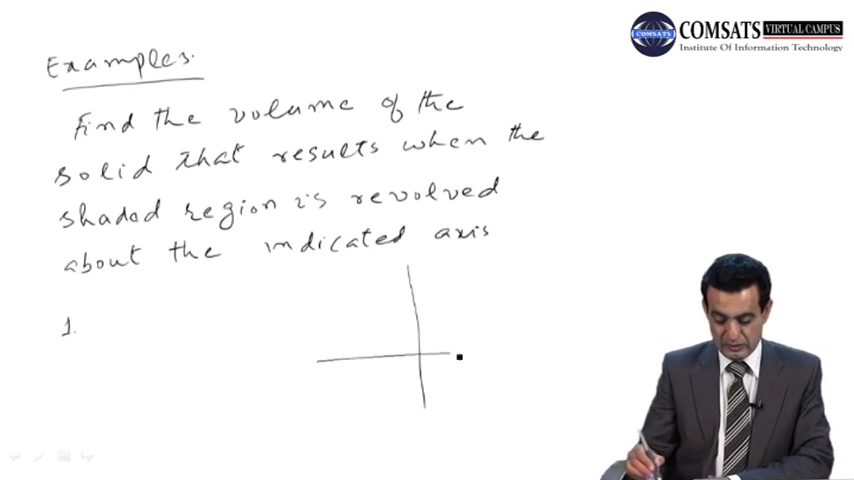 COMSATS
COMSATS VIRTUAL CAMPUS
Institute Of Information Technology
Examples.
Find the volume of the
solid that results when the
shaded region is revolved
about the indicated axis
1.